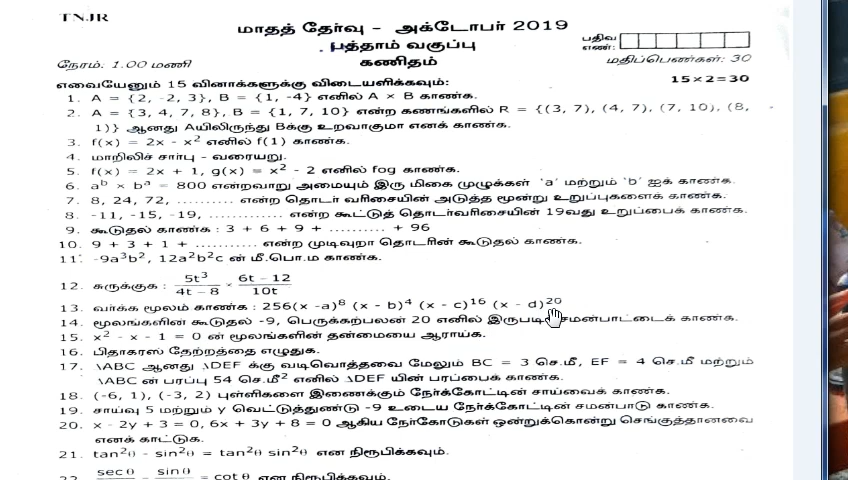 TNJR
மாதத் தேர்வு - அக்டோபர் 2019
பத்தாம் வகுப்பு
பதிவு எண்:
நேரம்: 1.00 மணி
கணிதம்
மதிப்பெண்கள்: 30
எவையேனும் 15 வினாக்களுக்கு விடையளிக்கவும்:
15×2=30
1. A = {2, -2, 3}, B = {1, -4} எனில் A × B காண்க.
2. A = {3, 4, 7, 8}, B = {1, 7, 10} என்ற கணங்களில் R = {(3, 7), (4, 7), (7, 10), (8,
1)} ஆனது Aயிலிருந்து Bக்கு உறவாகுமா எனக் காண்க.
3. f(x) = 2x - x² எனில் f(1) காண்க.
4. மாறிலிச் சார்பு - வரையறு.
5. f(x) = 2x + 1, g(x) = x² - 2 எனில் fog காண்க.
6. aᵇ × bᵃ = 800 என்றவாறு அமையும் இரு மிகை முழுக்கள் 'a' மற்றும் 'b' ஐக் காண்க.
7. 8, 24, 72, .......... என்ற தொடர் வரிசையின் அடுத்த மூன்று உறுப்புகளைக் காண்க.
8. -11, -15, -19, ............ என்ற கூட்டுத் தொடர்வரிசையின் 19வது உறுப்பைக் காண்க.
9. கூடுதல் காண்க : 3 + 6 + 9 + .......... + 96
10. 9 + 3 + 1 + .......... என்ற முடிவுறா தொடரின் கூடுதல் காண்க.
11. -9a³b², 12a²b²c ன் மீ.பொ.ம காண்க.
12. சுருக்குக : 5t³/4t - 8 × 6t - 12/10t
13. வர்க்க மூலம் காண்க : 256(x -a)⁸ (x - b)⁴ (x - c)¹⁶ (x - d)²⁰
14. மூலங்களின் கூடுதல் -9, பெருக்கற்பலன் 20 எனில் இருபடிச் சமன்பாட்டைக் காண்க.
15. x² - x - 1 = 0 ன் மூலங்களின் தன்மையை ஆராய்க.
16. பிதாகரஸ் தேற்றத்தை எழுதுக.
17. ∆ABC ஆனது ∆DEF க்கு வடிவொத்தவை மேலும் BC = 3 செ.மீ, EF = 4 செ.மீ மற்றும்
∆ABC ன் பரப்பு 54 செ.மீ² எனில் ∆DEF யின் பரப்பைக் காண்க.
18. (-6, 1), (-3, 2) புள்ளிகளை இணைக்கும் நேர்க்கோட்டின் சாய்வைக் காண்க.
19. சாய்வு 5 மற்றும் y வெட்டுத்துண்டு -9 உடைய நேர்க்கோட்டின் சமன்பாடு காண்க.
20. x - 2y + 3 = 0, 6x + 3y + 8 = 0 ஆகிய நேர்கோடுகள் ஒன்றுக்கொன்று செங்குத்தானவை
எனக் காட்டுக.
21. tan²θ - sin²θ = tan²θ sin²θ என நிரூபிக்கவும்.
22. secθ/ - sinθ/ = cotθ என நிரூபிக்கவும்.